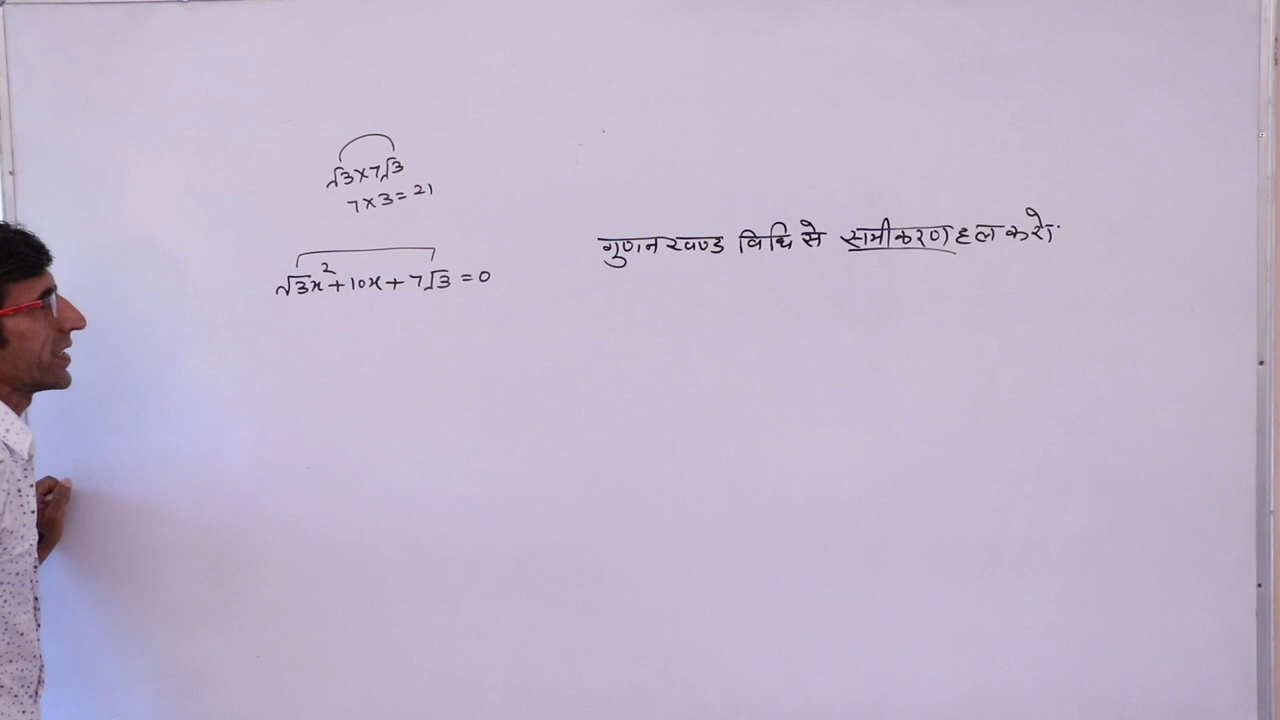 √3×7√3
7×3=21
√3x²+10x+7√3=0
गुणनखण्ड विधि से समीकरण हल करो